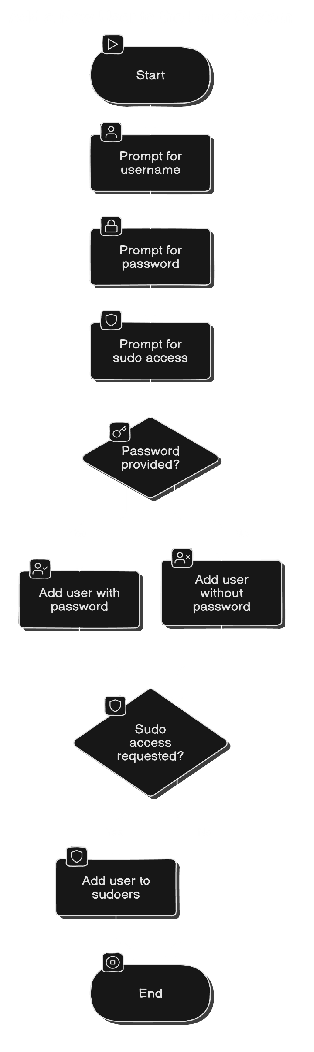 Start
Prompt for
username
Prompt for
password
Prompt for
sudo access
Password
provided?
Add user with
password
Add user
without
password
Sudo
access
requested?
Add user to
sudoers
End